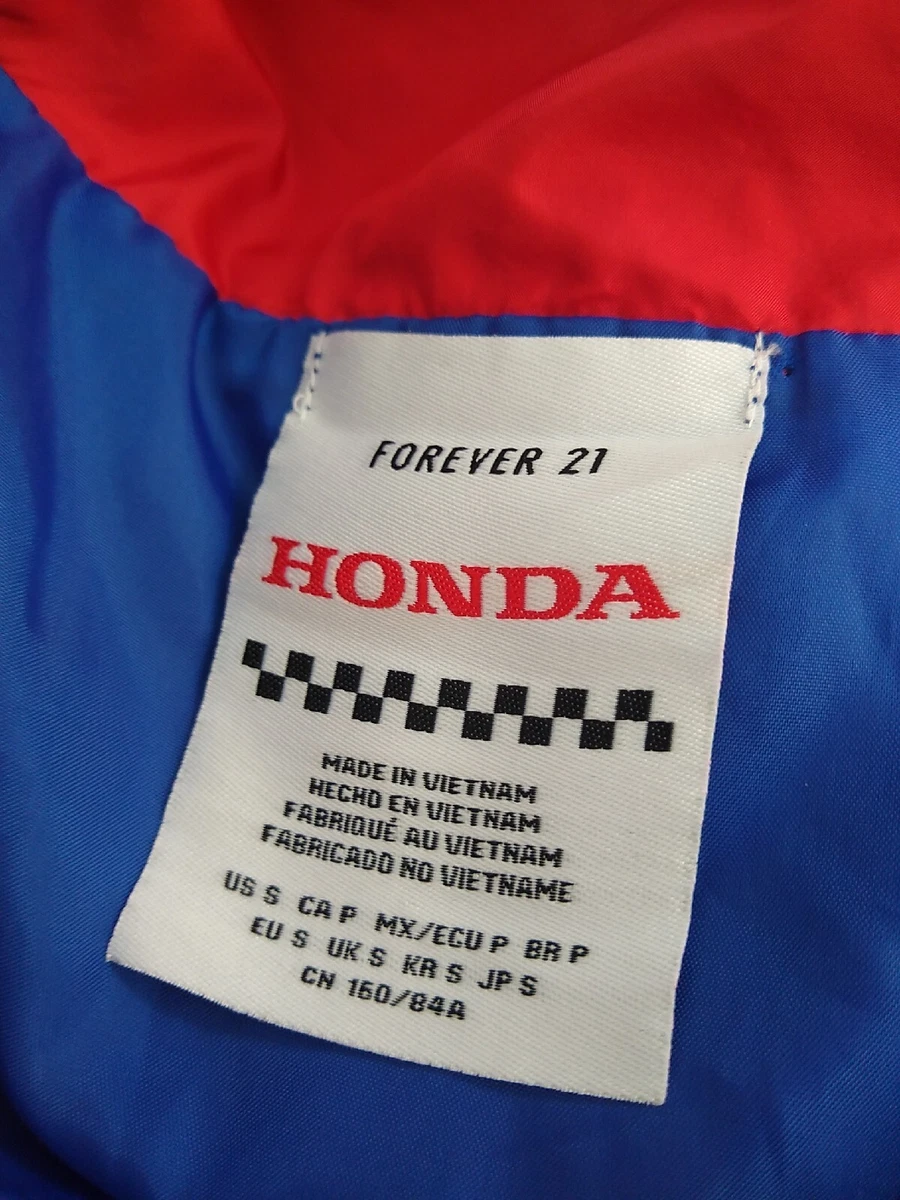 FOREVER 21
HONDA
MADE IN VIETNAM
HECHO EN VIETNAM
FABRIQUÉ AU VIETNAM
FABRICADO NO VIETNAME
US S CA P MX/ECU P BR P
EU S UK S KR S JP S
CN 160/84A